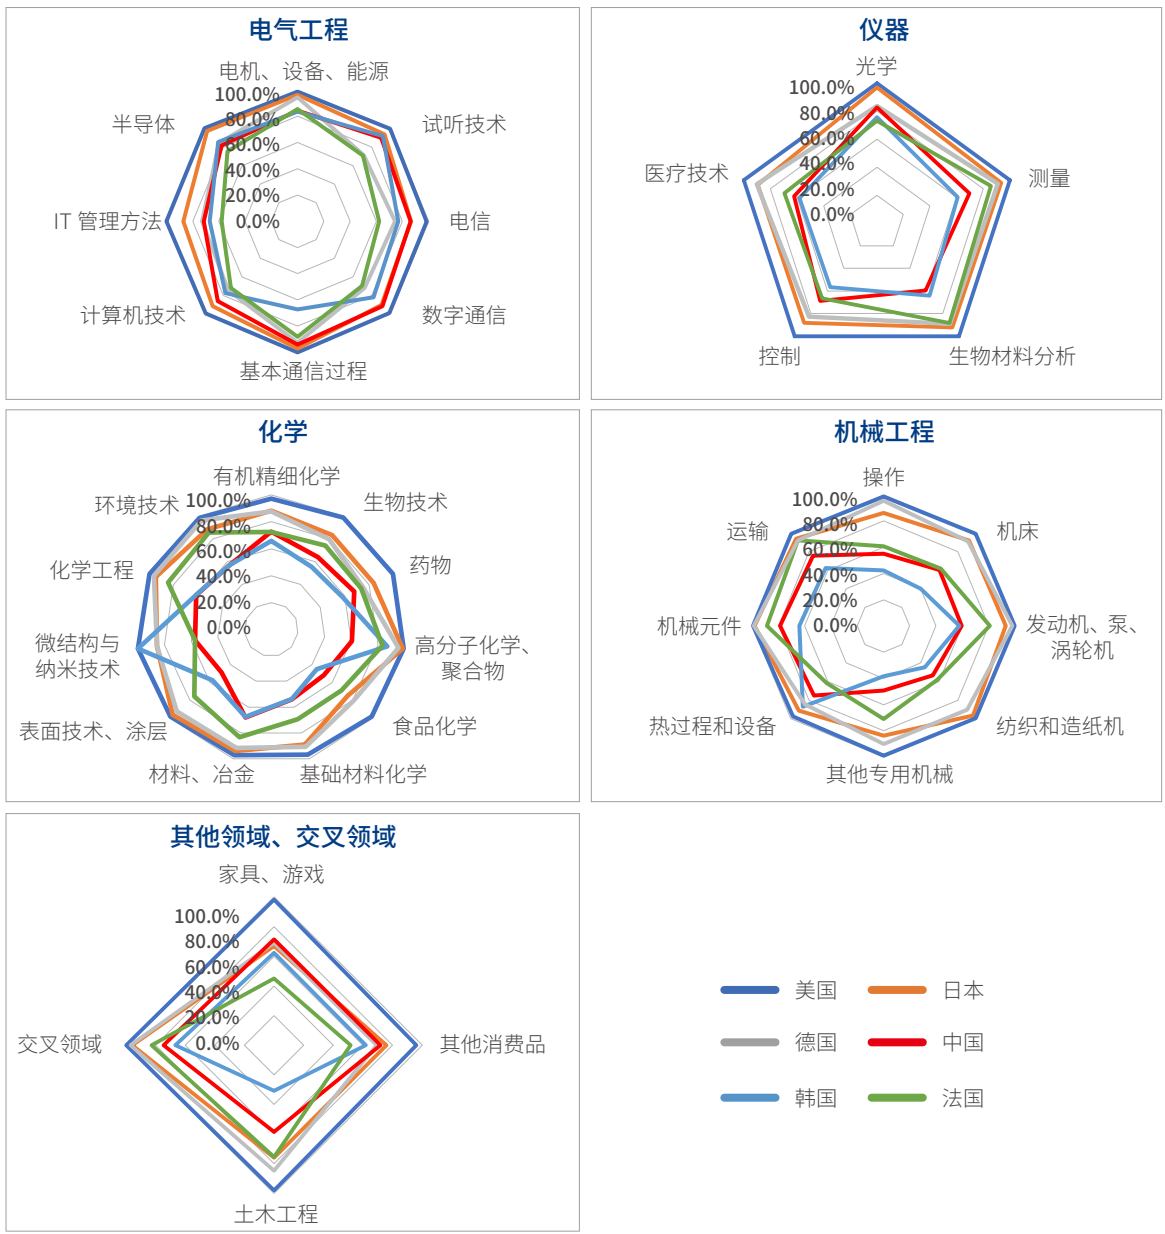 电气工程
电机、设备、能源
试听技术
电信
数字通信
基本通信过程
计算机技术
IT 管理方法
半导体
100.0%
80.0%
60.0%
40.0%
20.0%
0.0%
仪器
光学
测量
生物材料分析
控制
医疗技术
100.0%
80.0%
60.0%
40.0%
20.0%
0.0%
化学
有机精细化学
生物技术
药物
高分子化学、
聚合物
食品化学
基础材料化学
材料、冶金
表面技术、涂层
微结构与
纳米技术
化学工程
环境技术
100.0%
80.0%
60.0%
40.0%
20.0%
0.0%
机械工程
操作
机床
发动机、泵、
涡轮机
纺织和造纸机
其他专用机械
热过程和设备
机械元件
运输
100.0%
80.0%
60.0%
40.0%
20.0%
0.0%
其他领域、交叉领域
家具、游戏
其他消费品
土木工程
交叉领域
100.0%
80.0%
60.0%
40.0%
20.0%
0.0%
美国
日本
德国
中国
韩国
法国